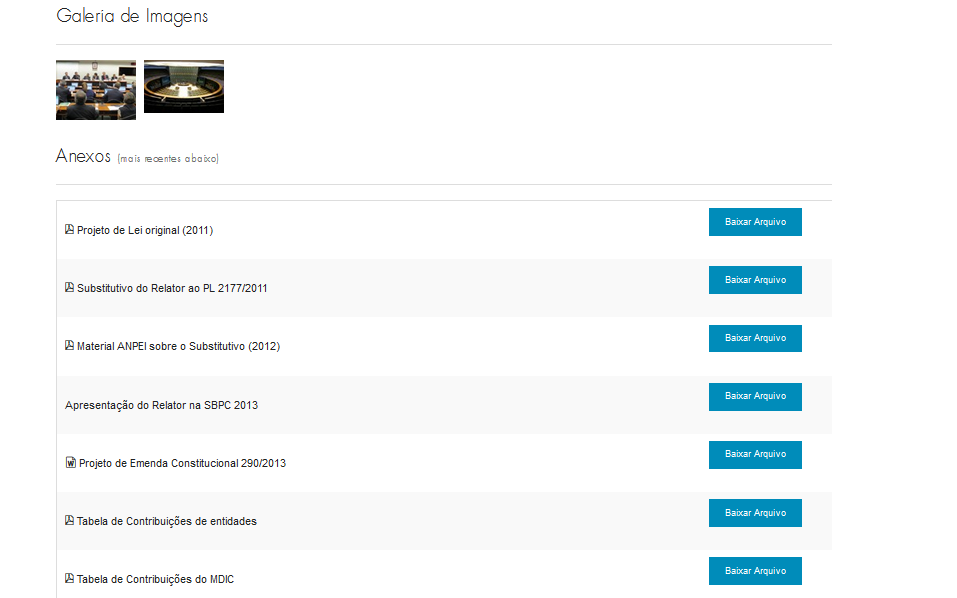 Galeria de Imagens
Anexos (mais recentes abaixo)
Projeto de Lei original (2011) Baixar Arquivo
Substitutivo do Relator ao PL 2177/2011 Baixar Arquivo
Material ANPEI sobre o Substitutivo (2012) Baixar Arquivo
Apresentação do Relator na SBPC 2013 Baixar Arquivo
Projeto de Emenda Constitucional 290/2013 Baixar Arquivo
Tabela de Contribuições de entidades Baixar Arquivo
Tabela de Contribuições do MDIC Baixar Arquivo